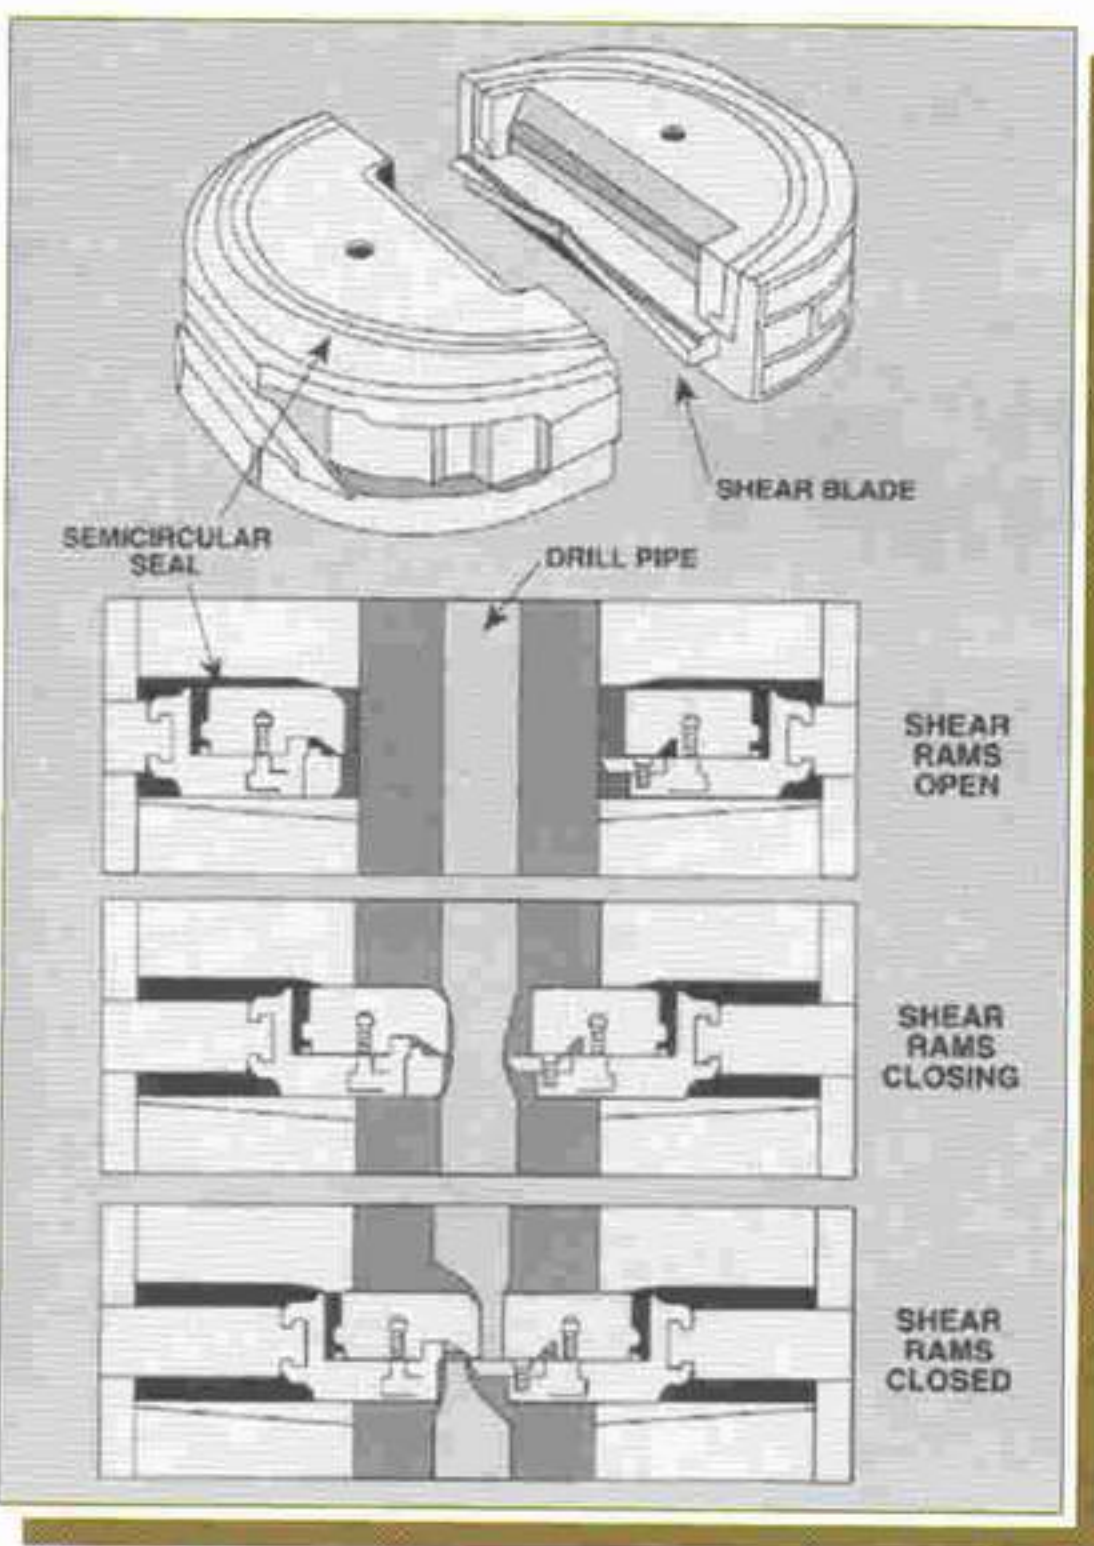 SHEAR BLADE
SEMICIRCULAR
SEAL
DRILL PIPE
SHEAR
RAMS
OPEN
SHEAR
RAMS
CLOSING
SHEAR
RAMS
CLOSED